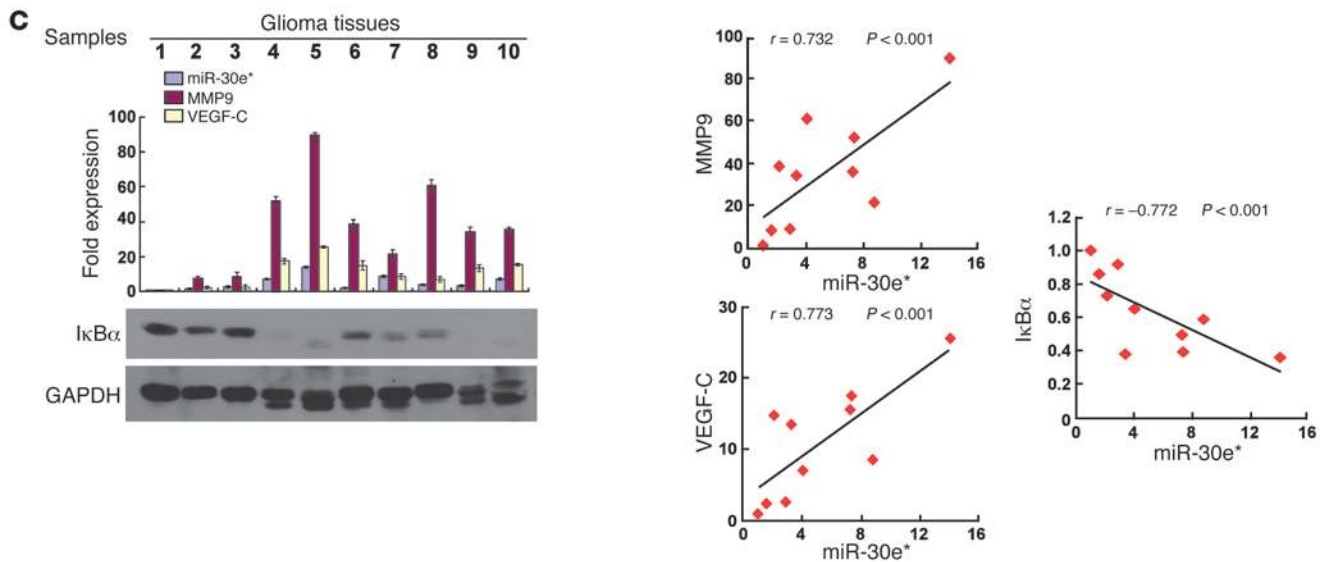 C
Glioma tissues
Samples 1 2 3 4 5 6 7 8 9 10
miR-30e*
MMP9
VEGF-C
Fold expression
100
80
60
40
20
0
IκBα
GAPDH
r = 0.732 P < 0.001
MMP9
100
80
60
40
20
0
0 4 8 12 16
miR-30e*
r = 0.773 P < 0.001
VEGF-C
30
20
10
0
0 4 8 12 16
miR-30e*
r = −0.772 P < 0.001
IκBα
1.2
1.0
0.8
0.6
0.4
0.2
0
0 4 8 12 16
miR-30e*